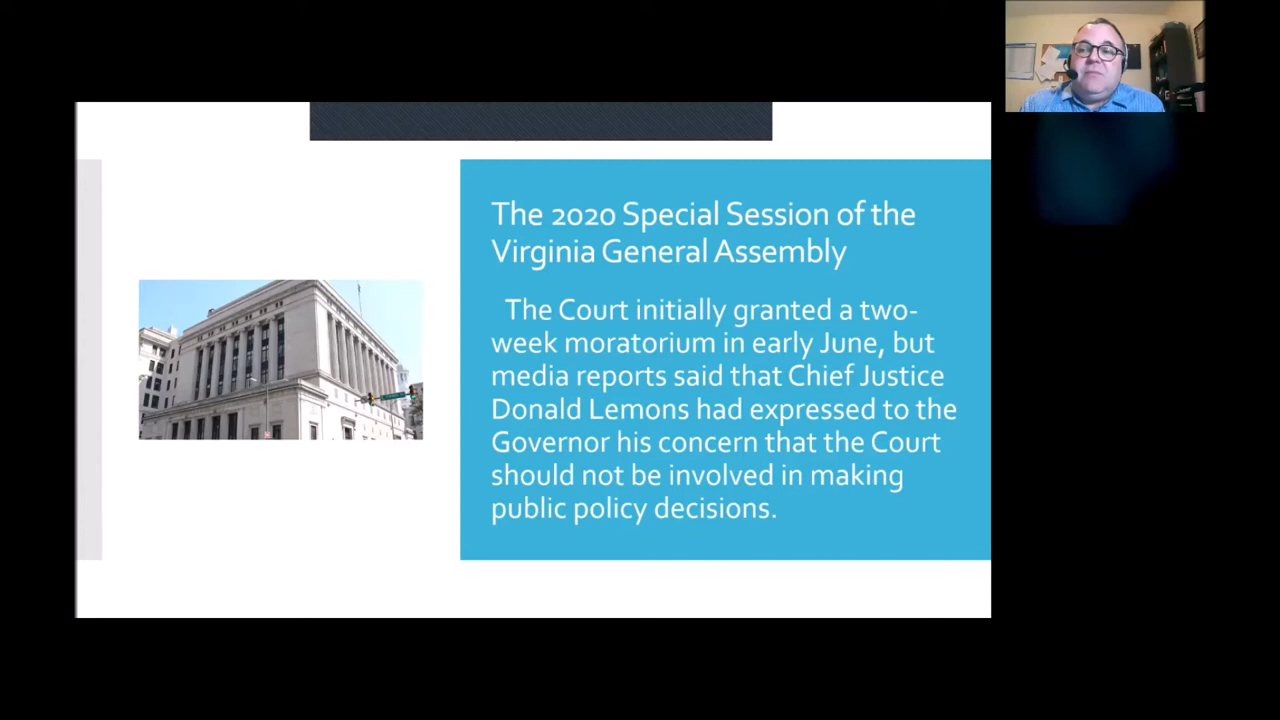 The 2020 Special Session of the
Virginia General Assembly
The Court initially granted a two-
week moratorium in early June, but
media reports said that Chief Justice
Donald Lemons had expressed to the
Governor his concern that the Court
should not be involved in making
public policy decisions.